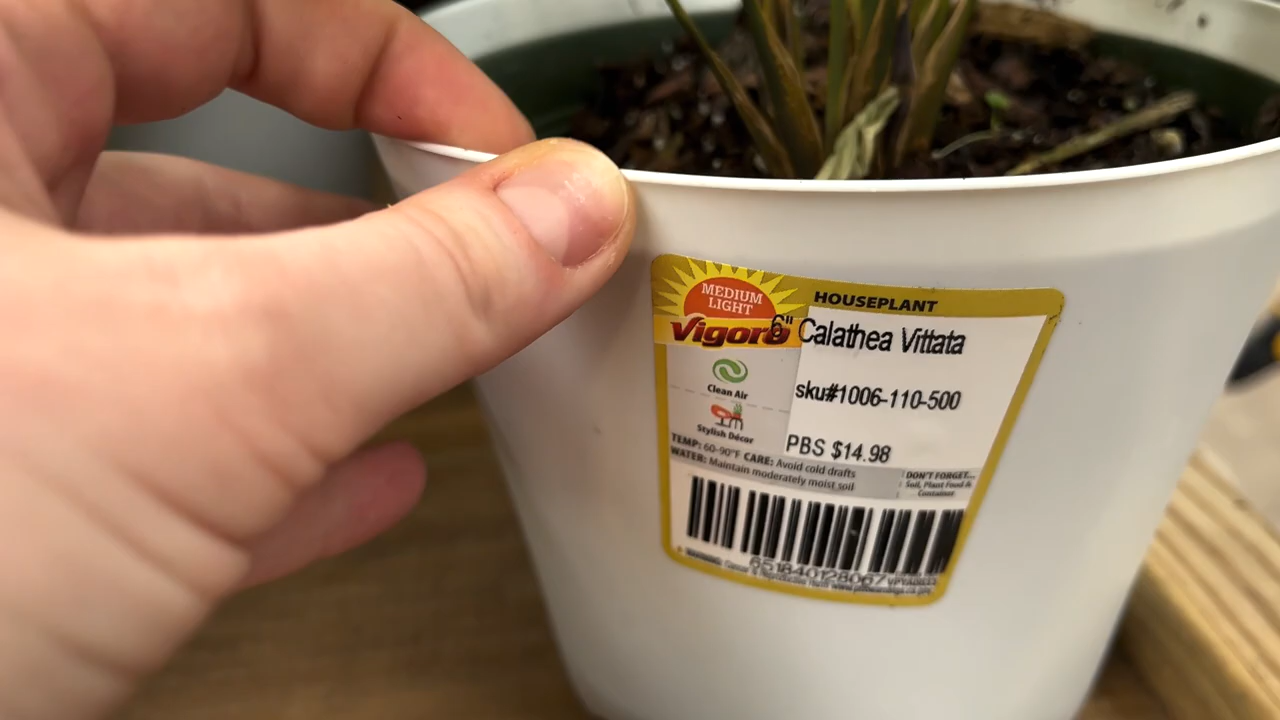 HOUSEPLANT
MEDIUM
LIGHT
Vigoro
6" Calathea Vittata
Clean Air
sku#1006-110-500
Stylish Décor
PBS $14.98
TEMP: 60-90°F CARE: Avoid cold drafts
WATER: Maintain moderately moist soil
DON'T FORGET...
Soil, Plant Food &
Container
651840128067